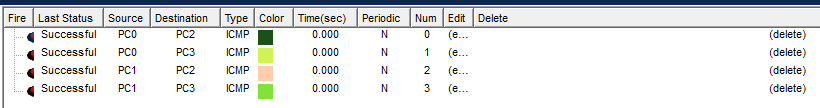 Fire Last Status Source Destination Type Color Time(sec) Periodic Num Edit Delete
Successful PC0 PC2 ICMP 0.000 N 0 (e... (delete)
Successful PC0 PC3 ICMP 0.000 N 1 (e... (delete)
Successful PC1 PC2 ICMP 0.000 N 2 (e... (delete)
Successful PC1 PC3 ICMP 0.000 N 3 (e... (delete)